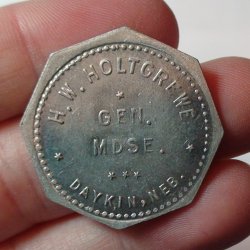 H. W. HOLTGREWE
GEN.
MDSE.
DAYKIN, NEB.